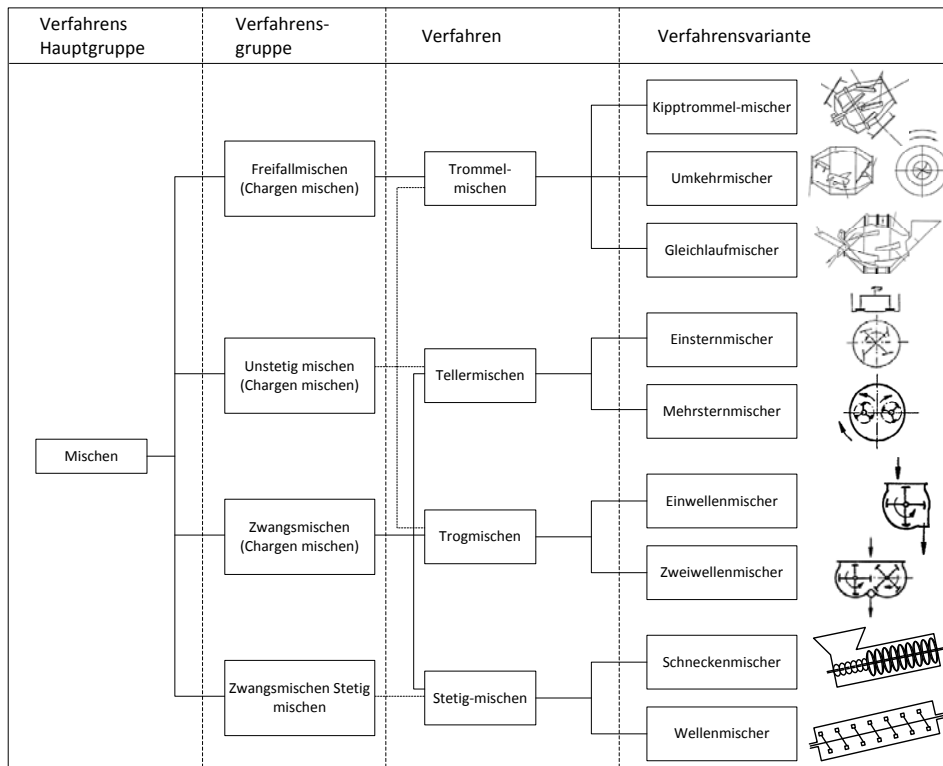 Verfahrens
Hauptgruppe
Verfahrens-
gruppe
Verfahren
Verfahrensvariante
Kipptrommel-mischer
Freifallmischen
(Chargen mischen)
Trommel-
mischen
Umkehrmischer
Gleichlaufmischer
Einsternmischer
Unstetig mischen
(Chargen mischen)
Tellermischen
Mehrsternmischer
Mischen
Einwellenmischer
Zwangsmischen
(Chargen mischen)
Trogmischen
Zweiwellenmischer
Schneckenmischer
Zwangsmischen Stetig
mischen
Stetig-mischen
Wellenmischer